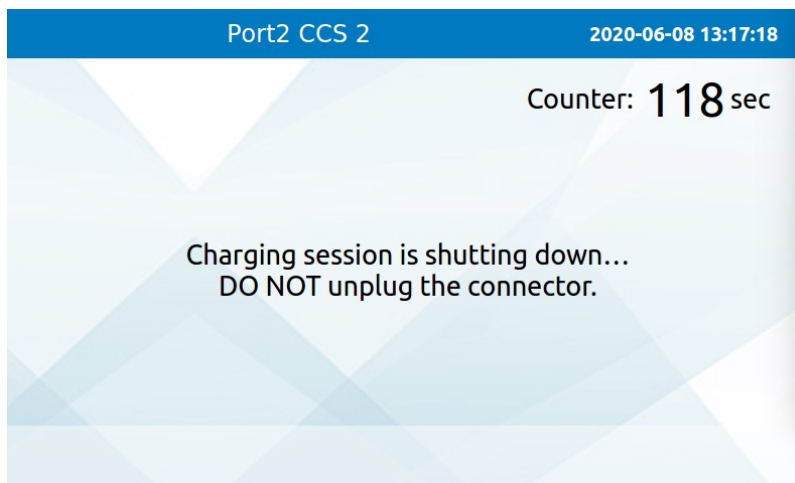 Port2 CCS 2
2020-06-08 13:17:18
Counter: 118 sec
Charging session is shutting down...
DO NOT unplug the connector.